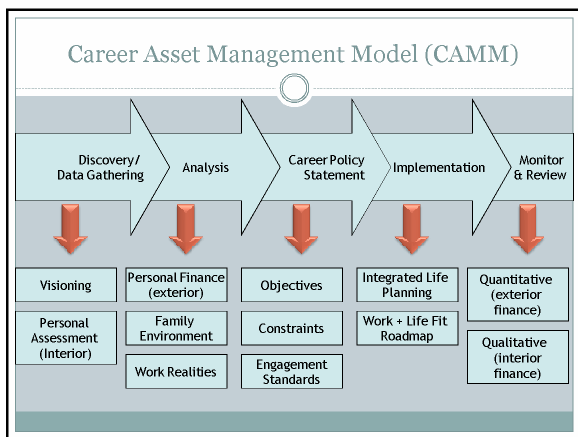 Career Asset Management Model (CAMM)
Discovery/
Data Gathering
Analysis
Career Policy
Statement
Implementation
Monitor
& Review
Visioning
Personal
Assessment
(Interior)
Personal Finance
(exterior)
Family
Environment
Work Realities
Objectives
Constraints
Engagement
Standards
Integrated Life
Planning
Work + Life Fit
Roadmap
Quantitative
(exterior
finance)
Qualitative
(interior
finance)